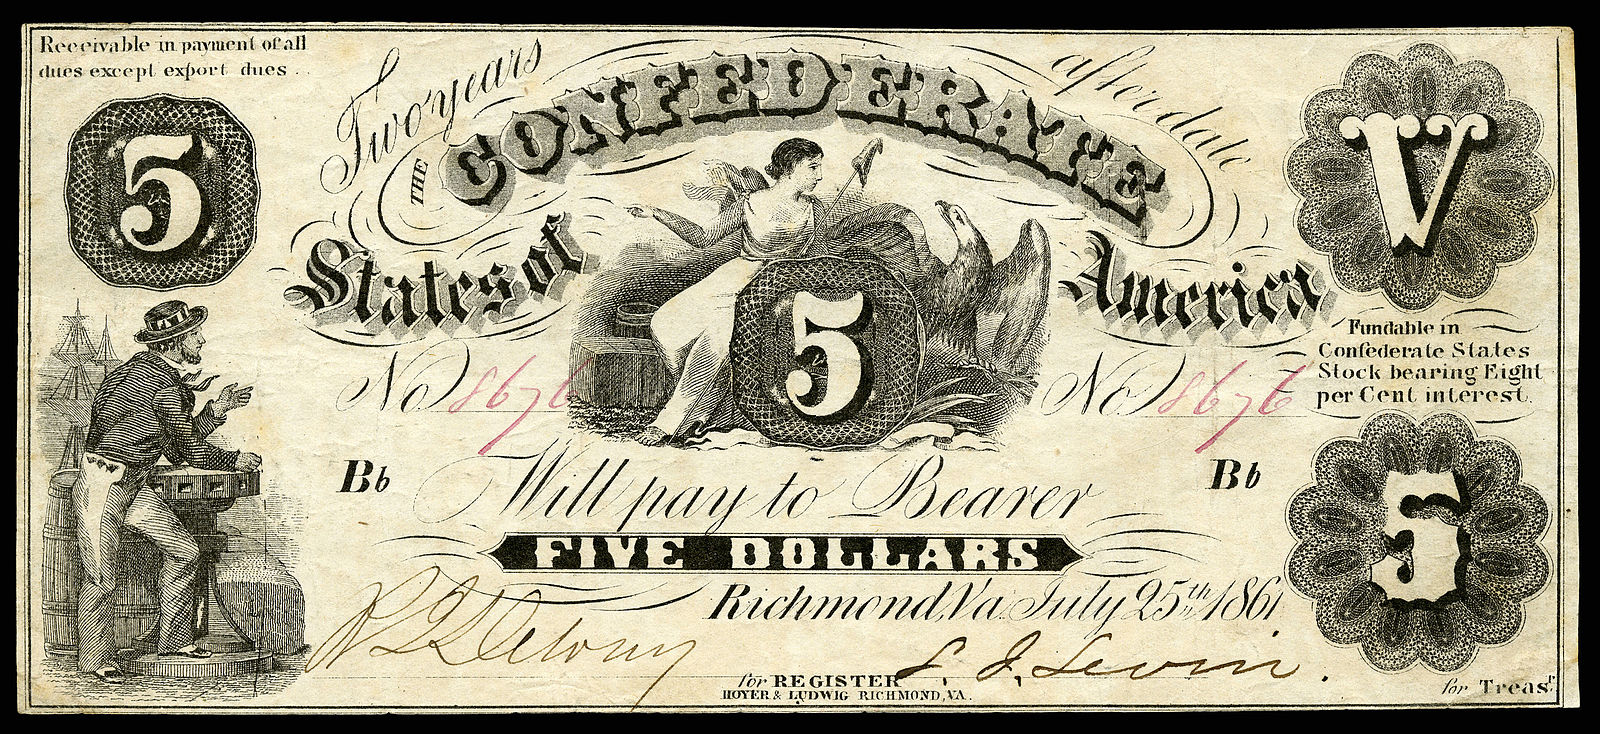 Receivable in payment of all
dues except export dues . .
Two years after date
THE CONFEDERATE
States of America
5
V
5
Fundable in
Confederate States
Stock bearing Eight
per Cent interest.
No 8676
No 8676
Bb Will pay to Bearer Bb
5
FIVE DOLLARS
Richmond, Va. July 25th 1861
S. J. Levin.
for REGISTER
for Treasr
HOYER & LUDWIG RICHMOND, VA.